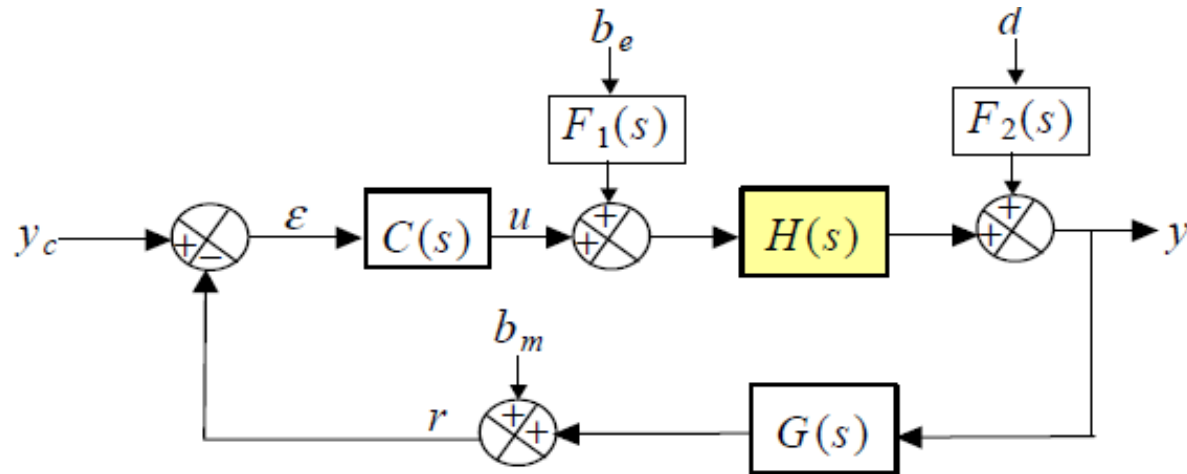 b_e
d
F_1(s)
F_2(s)
y_c + − ε C(s) u + + H(s) + + y
b_m
r + + G(s)